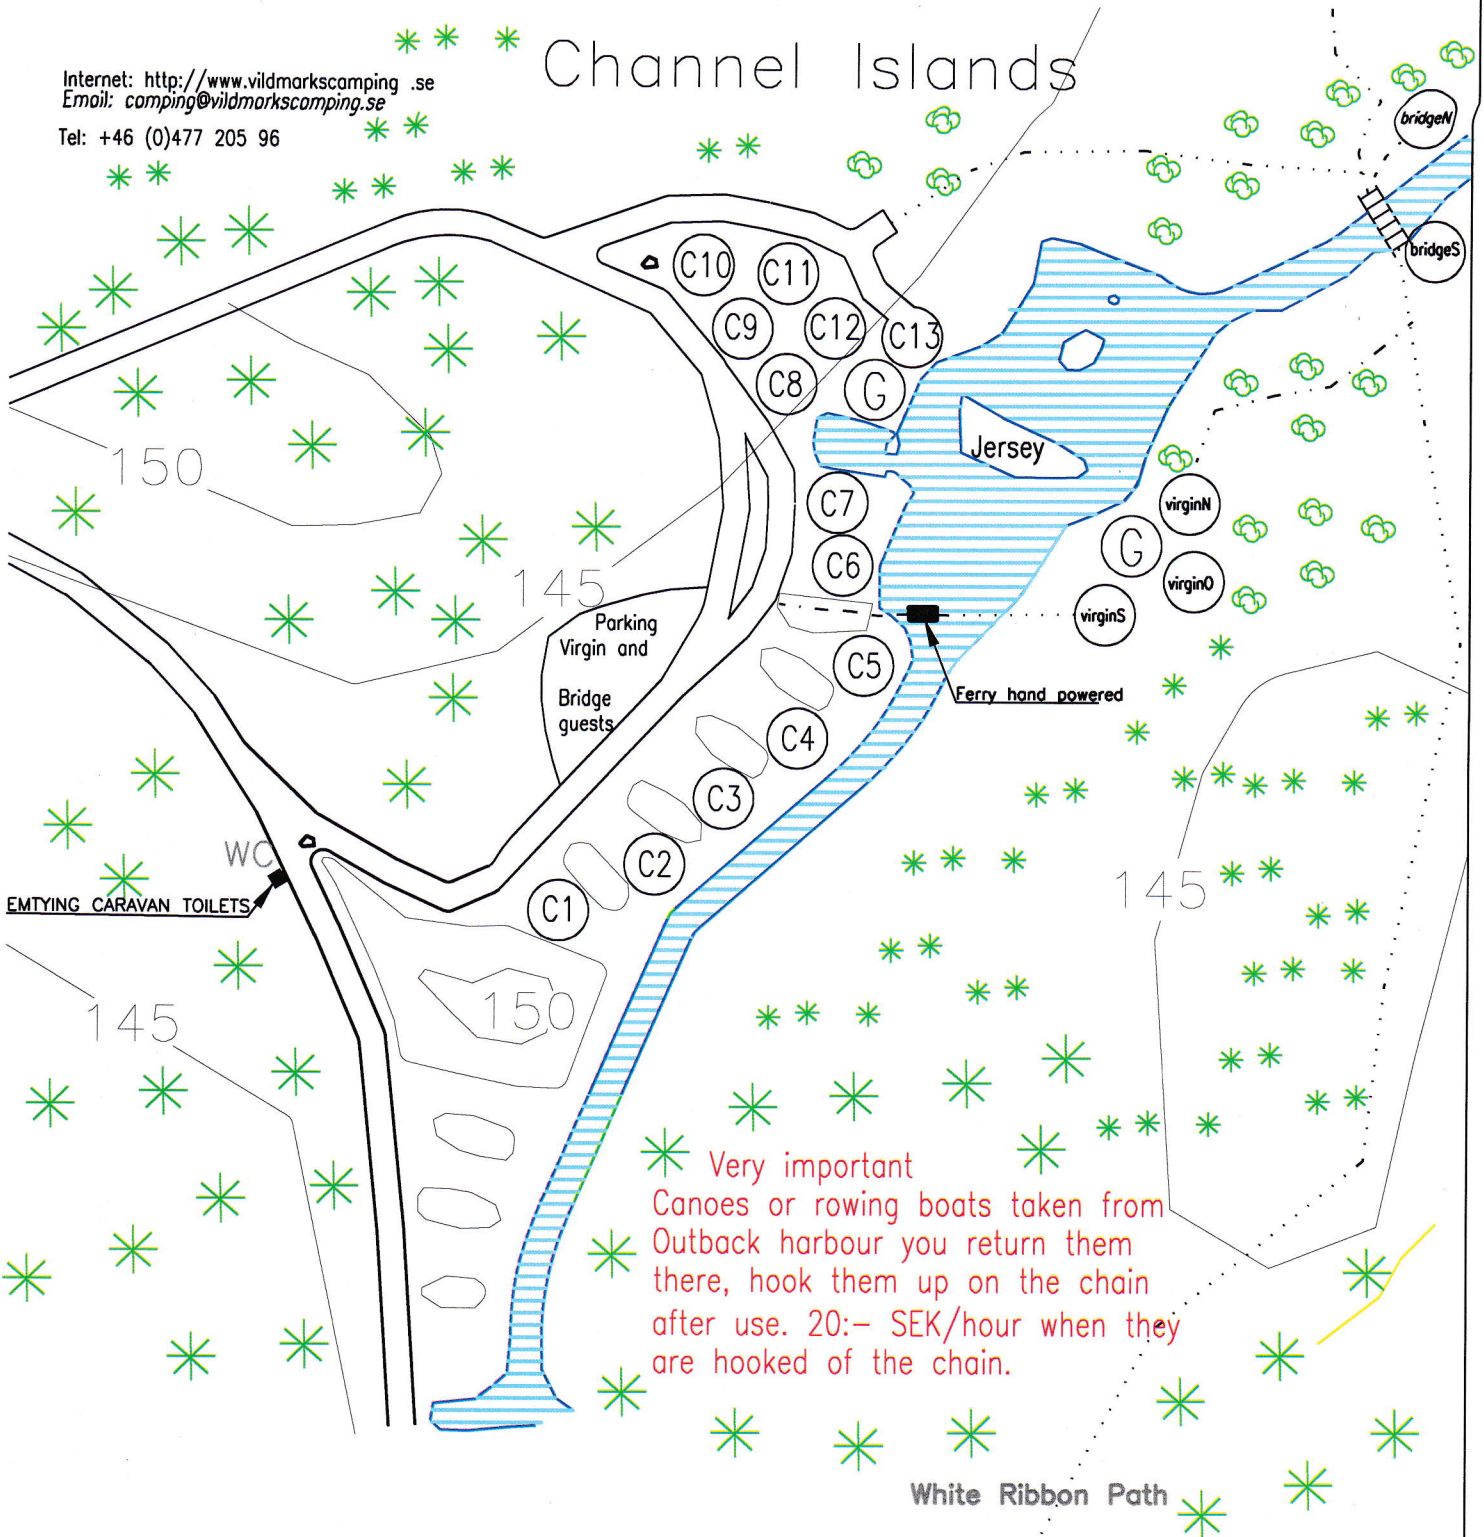 Channel Islands
Internet: http://www.vildmarkscamping .se
Email: camping@vildmarkscamping.se
Tel: +46 (0)477 205 96
bridgeN
bridgeS
C10
C11
C9
C12
C13
C8
G
Jersey
150
C7
virginN
G
C6
virginO
145
virginS
Parking
Virgin and
Bridge
guests
C5
Ferry hand powered
C4
C3
WC
C2
145
EMTYING CARAVAN TOILETS
C1
150
145
Very important
Canoes or rowing boats taken from
Outback harbour you return them
there, hook them up on the chain
after use. 20:- SEK/hour when they
are hooked of the chain.
White Ribbon Path